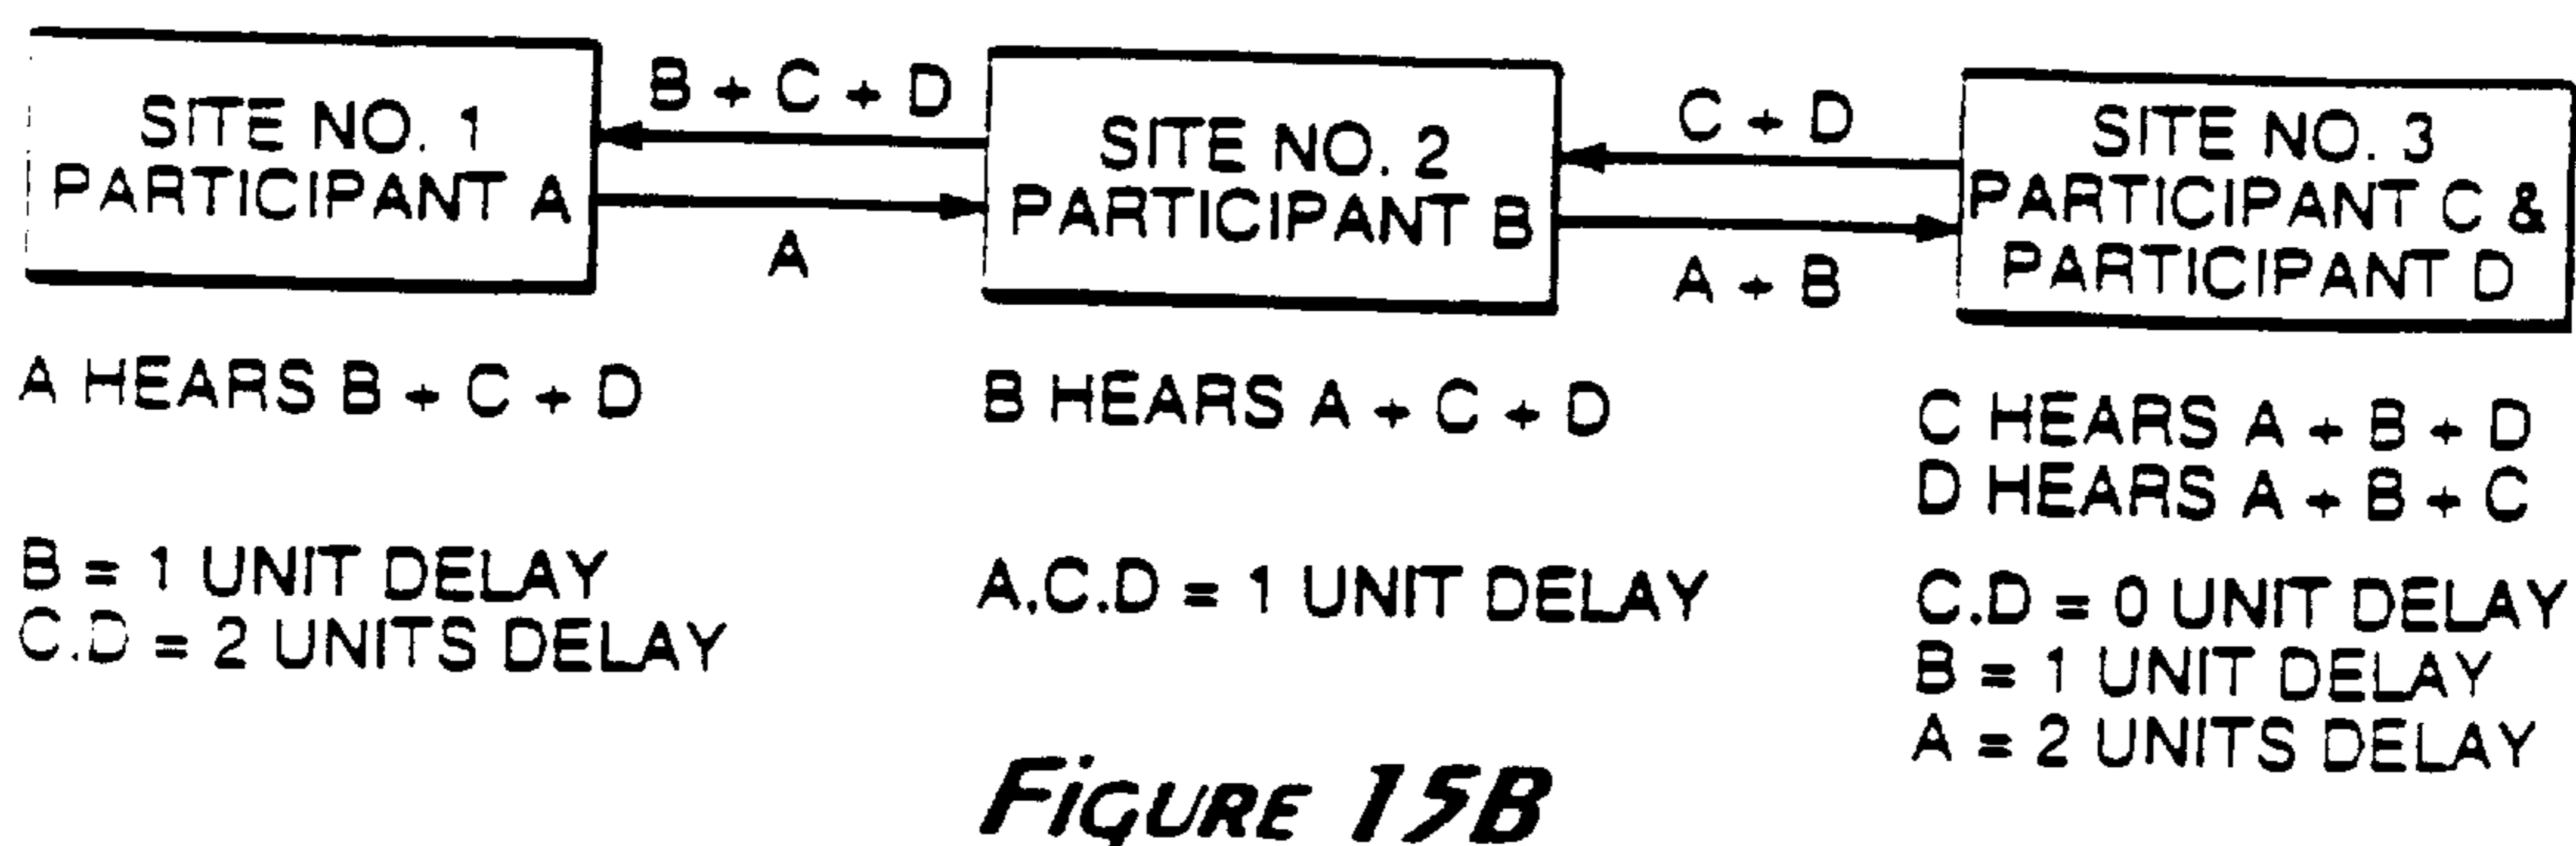 SITE NO. 1
PARTICIPANT A
B + C + D
A
SITE NO. 2
PARTICIPANT B
C + D
A + B
SITE NO. 3
PARTICIPANT C &
PARTICIPANT D
A HEARS B + C + D
B = 1 UNIT DELAY
C.D = 2 UNITS DELAY
B HEARS A + C + D
A.C.D = 1 UNIT DELAY
C HEARS A + B + D
D HEARS A + B + C
C.D = 0 UNIT DELAY
B = 1 UNIT DELAY
A = 2 UNITS DELAY
FIGURE 15B